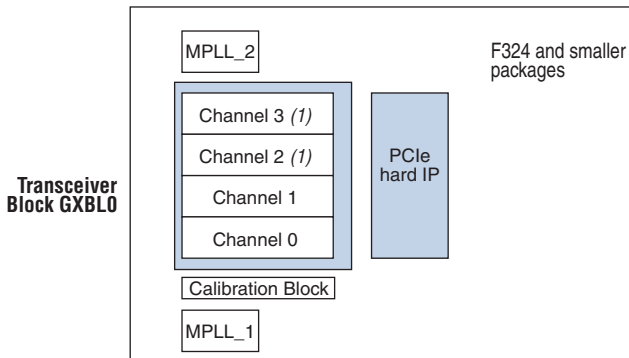 MPLL_2
F324 and smaller
packages
Channel 3 (1)
Channel 2 (1)
Channel 1
Channel 0
PCIe
hard IP
Transceiver
Block GXBL0
Calibration Block
MPLL_1